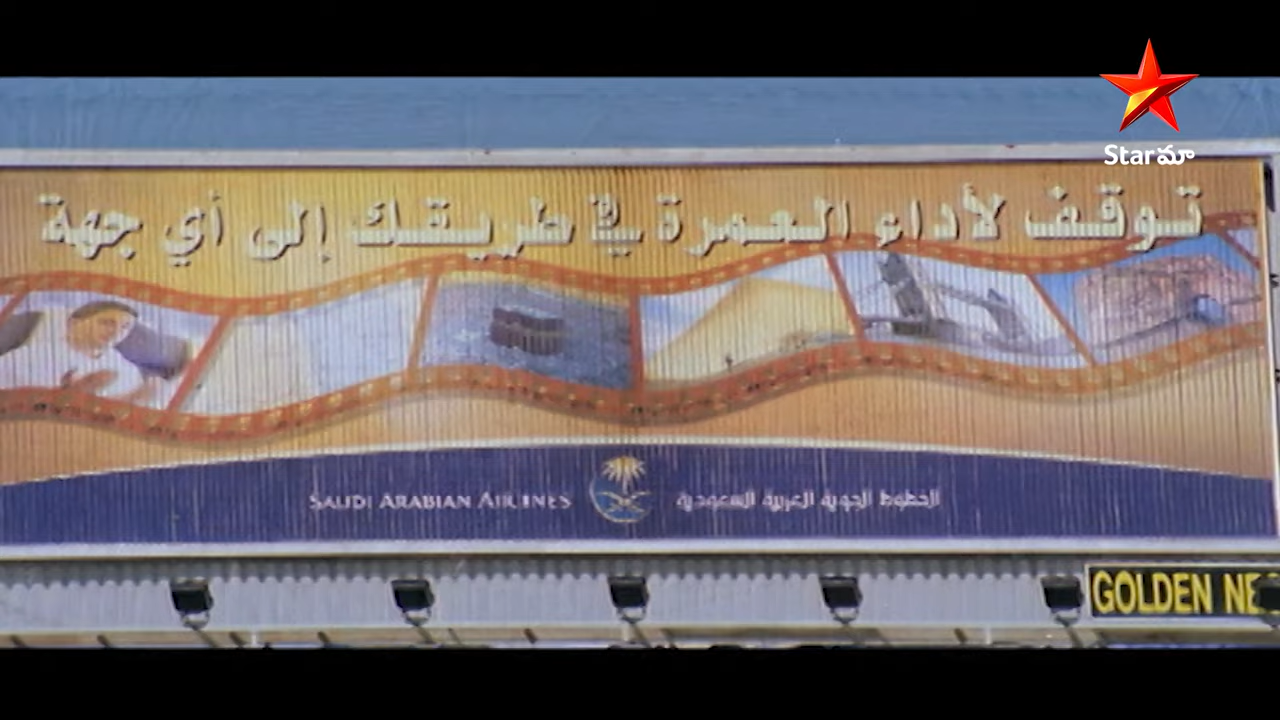 Starమా
توقف لأداء العمرة في طريقك إلى أي جهة
SAUDI ARABIAN AIRLINES
الخطوط الجوية العربية السعودية
GOLDEN NE